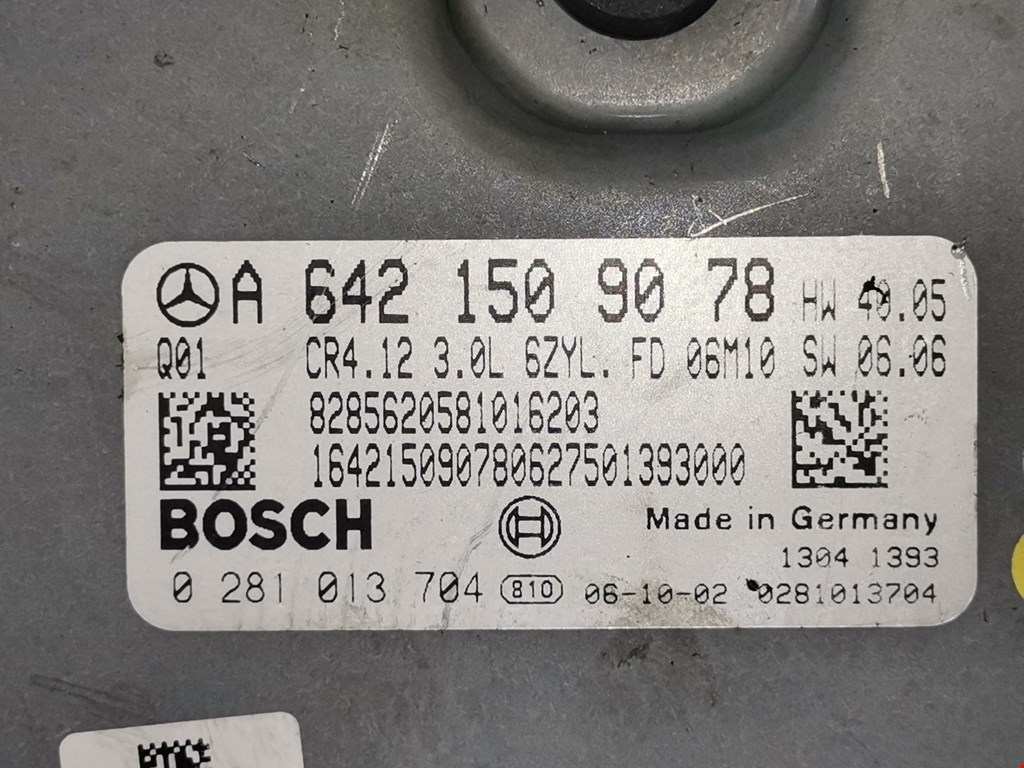 A 642 150 90 78 HW 40.05
Q01 CR4.12 3.0L 6ZYL. FD 06M10 SW 06.06
8285620581016203
164215090780627501393000
BOSCH Made in Germany
1304 1393
0 281 013 704 810 06-10-02 0281013704